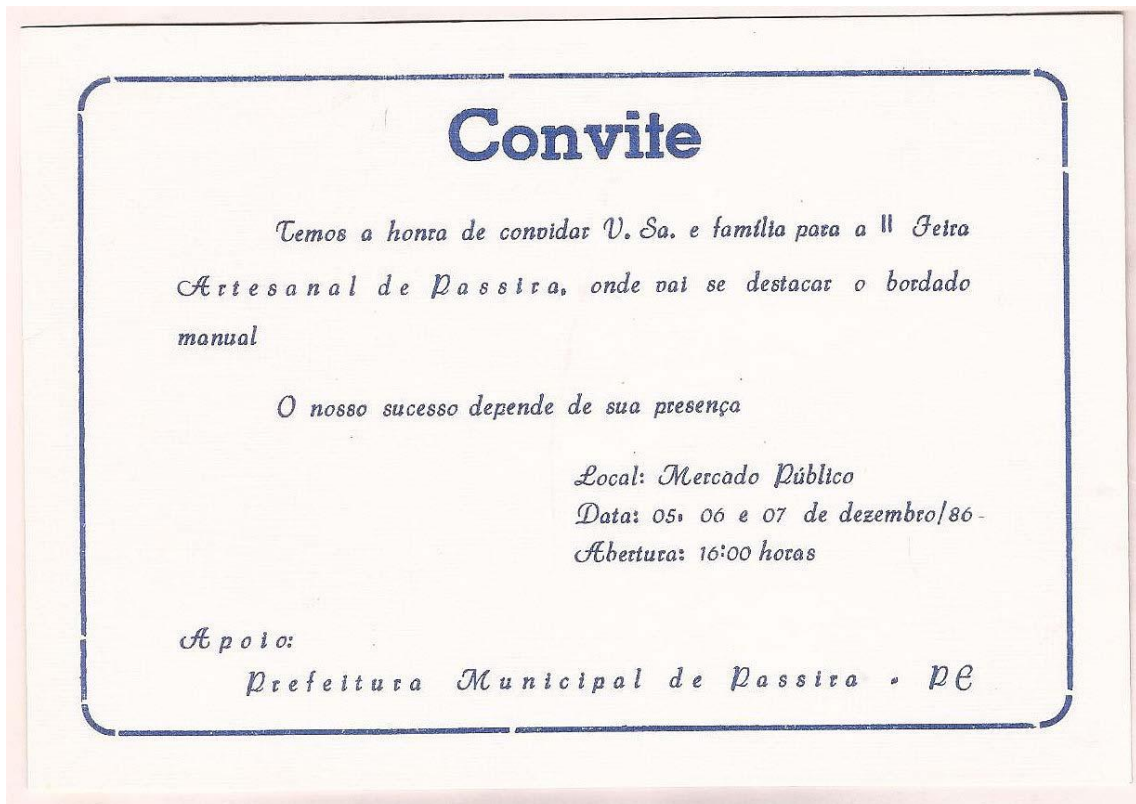 Convite
Temos a honra de convidar V. Sa. e família para a II Feira
Artesanal de Passira, onde vai se destacar o bordado
manual
O nosso sucesso depende de sua presença
Local: Mercado Público
Data: 05, 06 e 07 de dezembro/86 -
Abertura: 16:00 horas
Apoio:
Prefeitura Municipal de Passira - PE